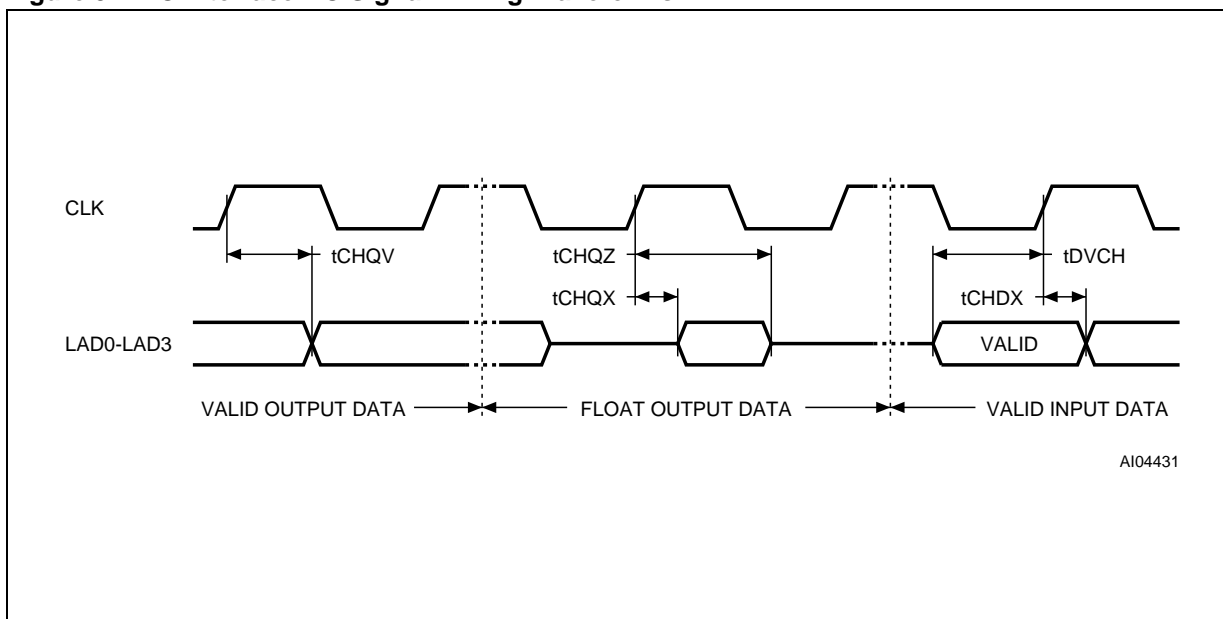 CLK
tCHQV
tCHQZ
tDVCH
tCHQX
tCHDX
LAD0-LAD3
VALID
VALID OUTPUT DATA
FLOAT OUTPUT DATA
VALID INPUT DATA
AI04431